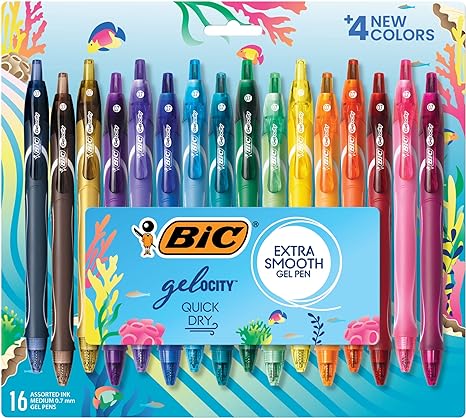 +4 NEW
COLORS
BIC
gelocity
QUICK
DRY
EXTRA
SMOOTH
GEL PEN
16 ASSORTED INK
MEDIUM 0.7 mm
GEL PENS